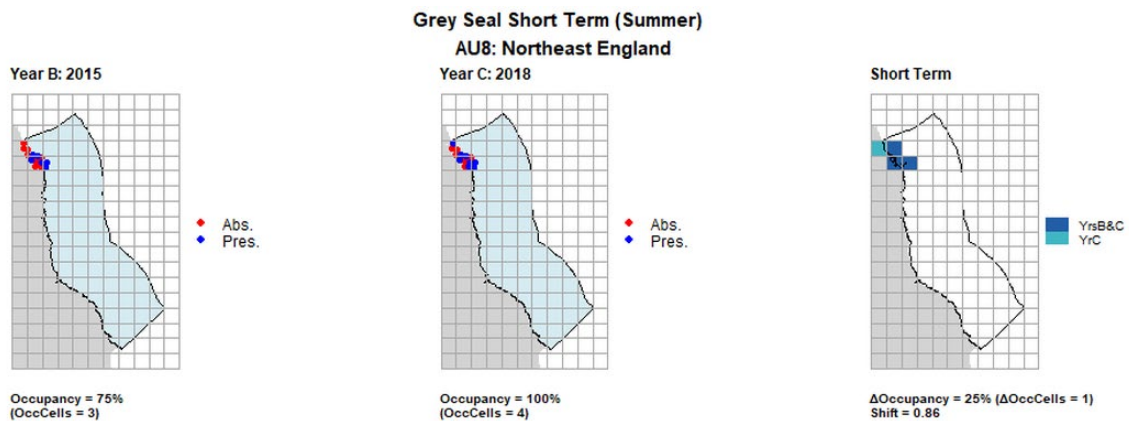 Grey Seal Short Term (Summer)
AU8: Northeast England
Year B: 2015
Abs.
Pres.
Occupancy = 75%
(OccCells = 3)
Year C: 2018
Abs.
Pres.
Occupancy = 100%
(OccCells = 4)
Short Term
YrsB&C
YrC
ΔOccupancy = 25% (ΔOccCells = 1)
Shift = 0.86